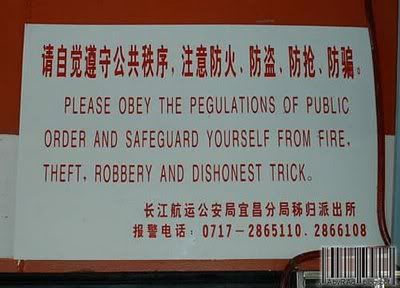 请自觉遵守公共秩序，注意防火、防盗、防抢、防骗。
PLEASE OBEY THE PEGULATIONS OF PUBLIC
ORDER AND SAFEGUARD YOURSELF FROM FIRE,
THEFT, ROBBERY AND DISHONEST TRICK。
长江航运公安局宜昌分局秭归派出所
报警电话：0717-2865110. 2866108